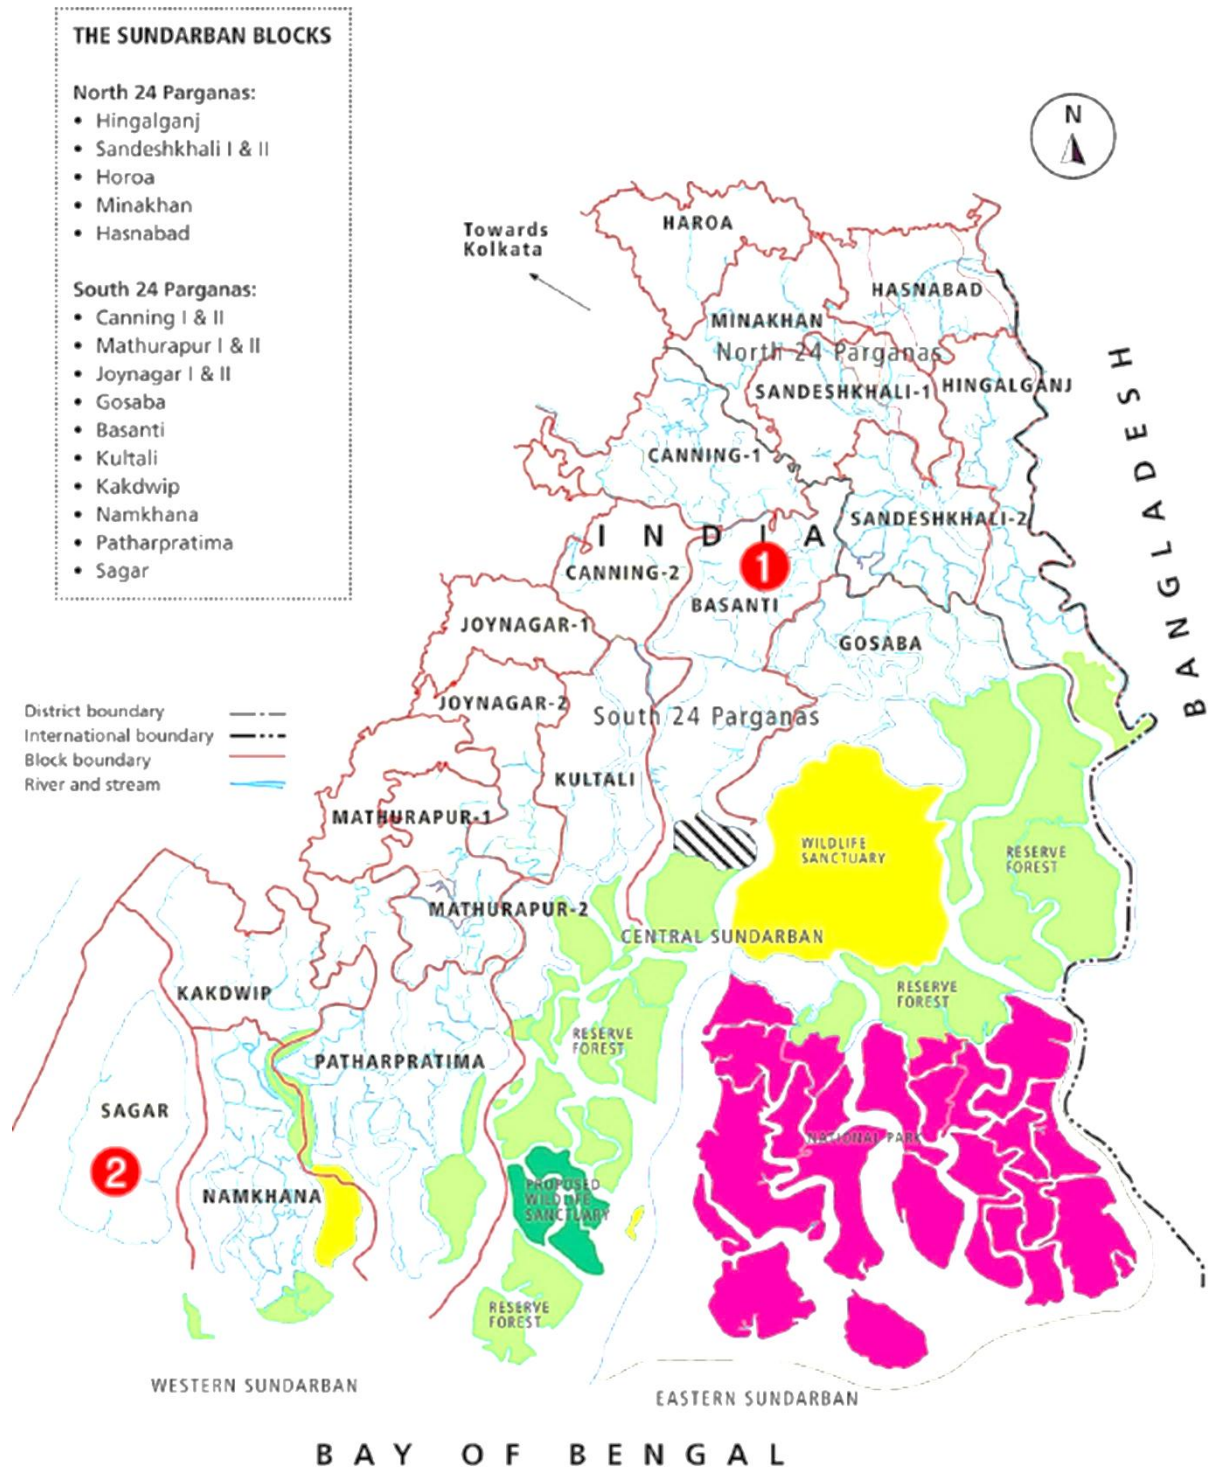 THE SUNDARBAN BLOCKS
North 24 Parganas:
• Hingalganj
• Sandeshkhali I & II
• Horoa
• Minakhan
• Hasnabad
South 24 Parganas:
• Canning I & II
• Mathurapur I & II
• Joynagar I & II
• Gosaba
• Basanti
• Kultali
• Kakdwip
• Namkhana
• Patharpratima
• Sagar
N
Towards
Kolkata
HAROA
HASNABAD
MINAKHAN
North 24 Parganas
SANDESHKHALI-1
HINGALGANJ
BANGLADESH
CANNING-1
SANDESHKHALI-2
INDIA
1
CANNING-2
BASANTI
JOYNAGAR-1
GOSABA
JOYNAGAR-2
South 24 Parganas
District boundary
International boundary
Block boundary
River and stream
KULTALI
MATHURAPUR-1
WILDLIFE
SANCTUARY
RESERVE
FOREST
MATHURAPUR-2
CENTRAL SUNDARBAN
KAKDWIP
RESERVE
FOREST
RESERVE
FOREST
PATHARPRATIMA
SAGAR
2
NATIONAL PARK
NAMKHANA
PROPOSED
WILDLIFE
SANCTUARY
RESERVE
FOREST
WESTERN SUNDARBAN
EASTERN SUNDARBAN
BAY OF BENGAL